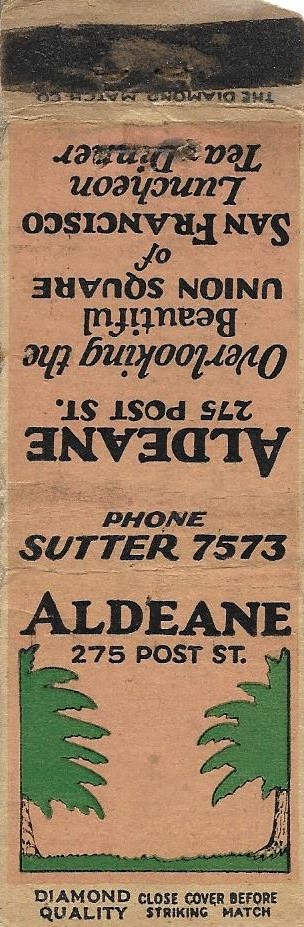 THE DIAMOND MATCH CO.
ALDEANE
275 POST ST.
Overlooking the
Beautiful
UNION SQUARE
of
SAN FRANCISCO
Luncheon
Tea-Dinner
PHONE
SUTTER 7573
ALDEANE
275 POST ST.
DIAMOND QUALITY
CLOSE COVER BEFORE
STRIKING MATCH